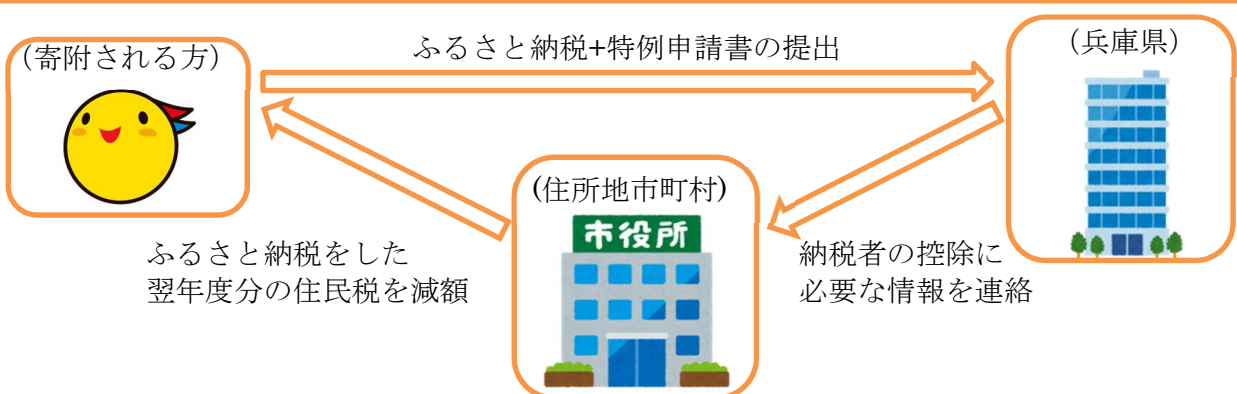 (寄附される方)
ふるさと納税+特例申請書の提出
(兵庫県)
(住所地市町村)
市役所
ふるさと納税をした
翌年度分の住民税を減額
納税者の控除に
必要な情報を連絡